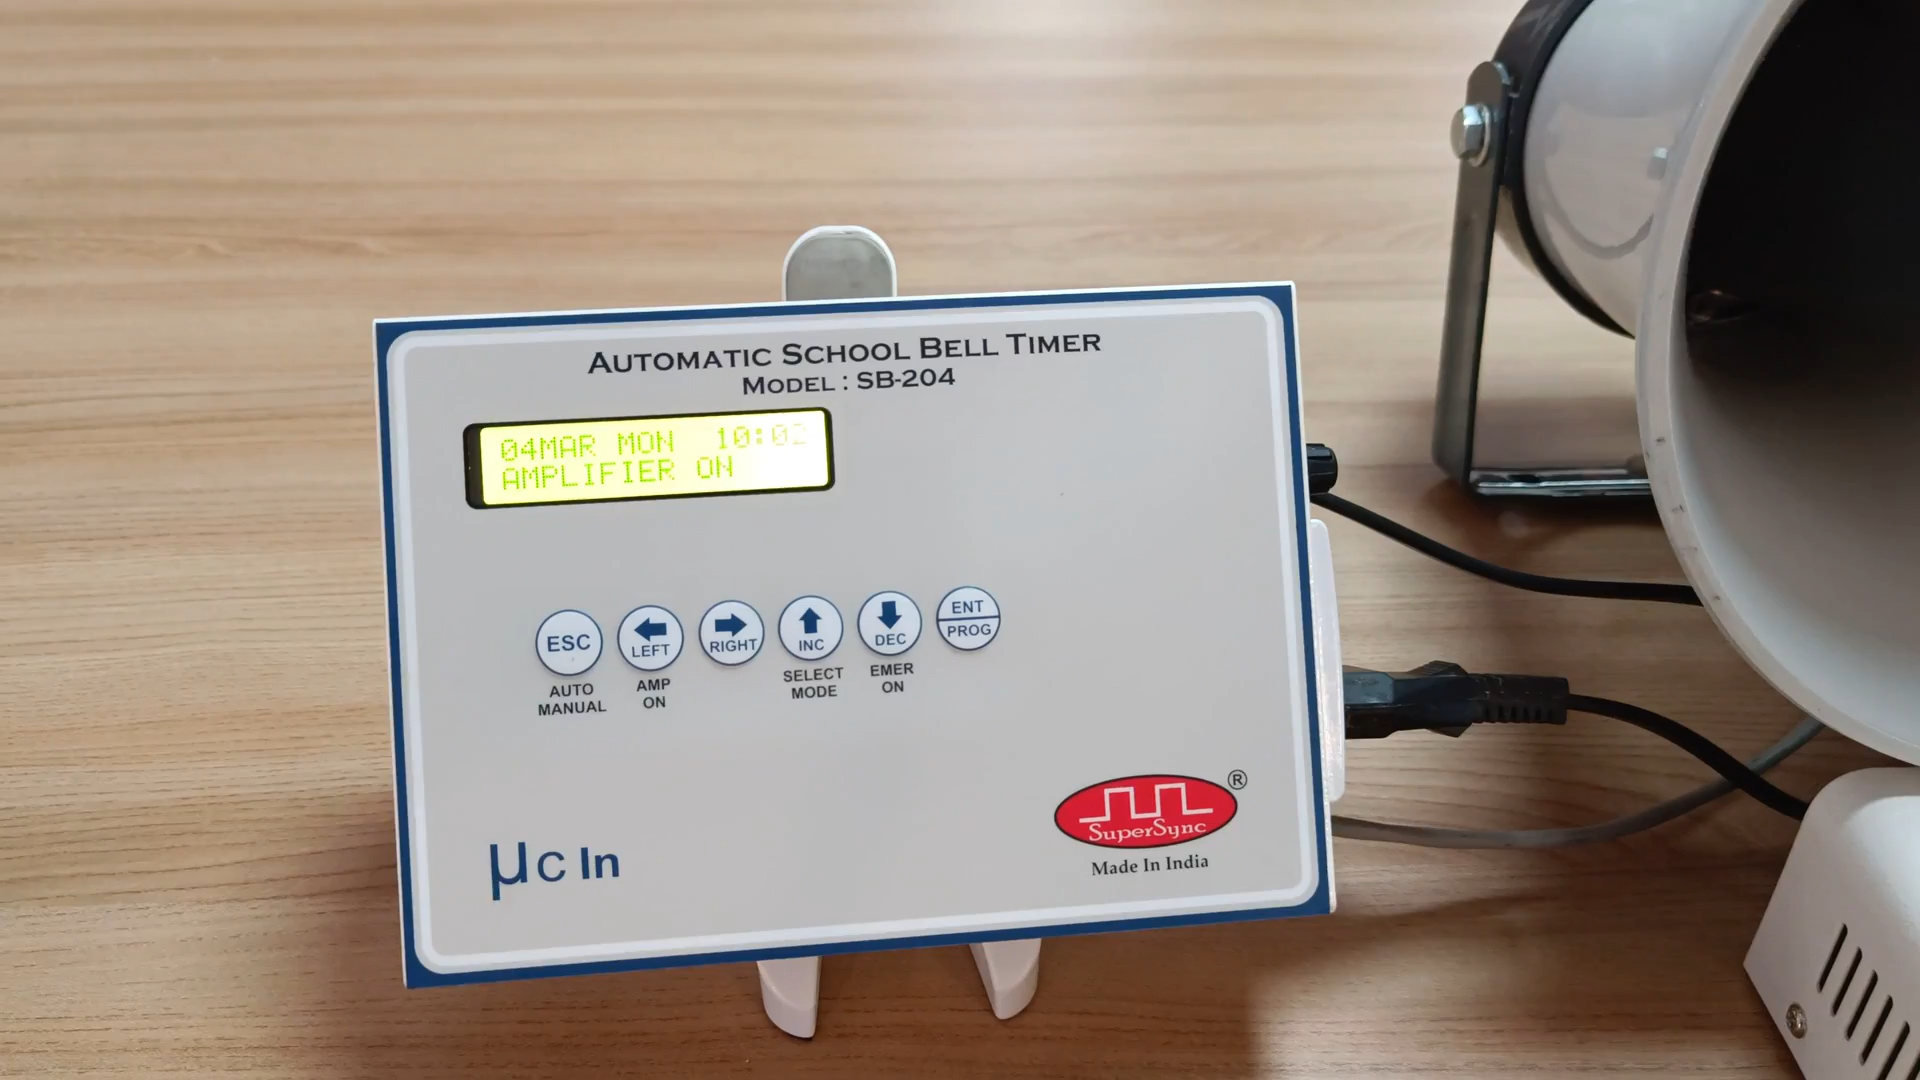 AUTOMATIC SCHOOL BELL TIMER
MODEL : SB-204
04MAR MON 10:02
AMPLIFIER ON
ESC
LEFT
RIGHT
INC
DEC
ENT
PROG
AUTO
MANUAL
AMP
ON
SELECT
MODE
EMER
ON
µc In
SuperSync ®
Made In India